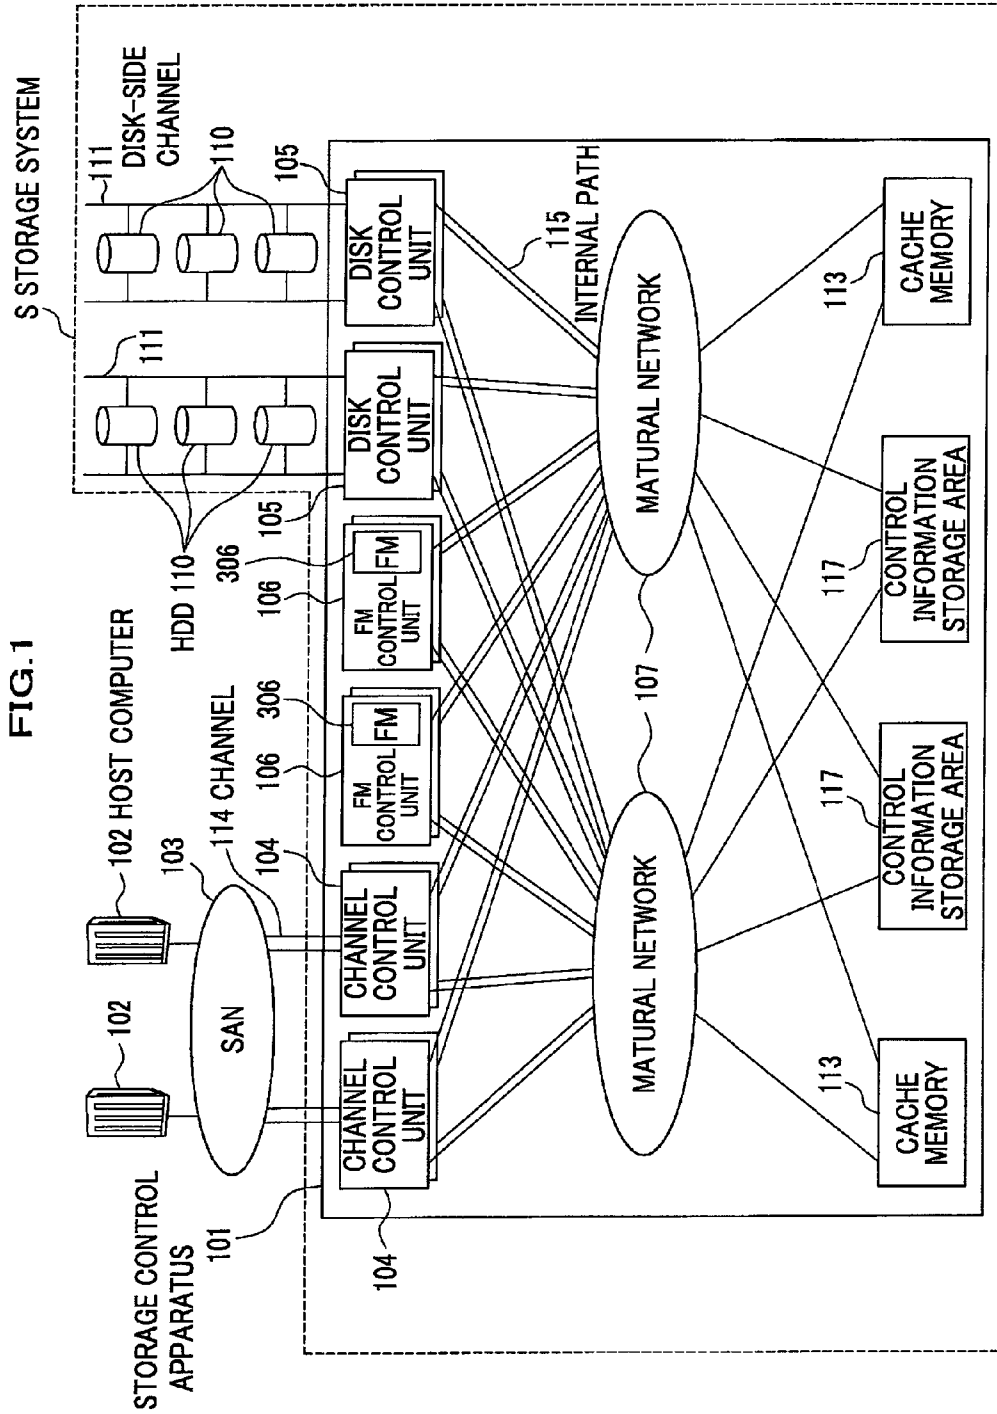 FIG.1
S STORAGE SYSTEM
102
102 HOST COMPUTER
103
SAN
114 CHANNEL
STORAGE CONTROL
APPARATUS
101
HDD 110
111
111
DISK-SIDE
CHANNEL
110
104
CHANNEL
CONTROL
UNIT
104
CHANNEL
CONTROL
UNIT
106
306
FM
CONTROL
UNIT
FM
106
306
FM
CONTROL
UNIT
FM
105
DISK
CONTROL
UNIT
105
DISK
CONTROL
UNIT
115
INTERNAL PATH
MATURAL NETWORK
107
MATURAL NETWORK
113
CACHE
MEMORY
117
CONTROL
INFORMATION
STORAGE AREA
117
CONTROL
INFORMATION
STORAGE AREA
113
CACHE
MEMORY